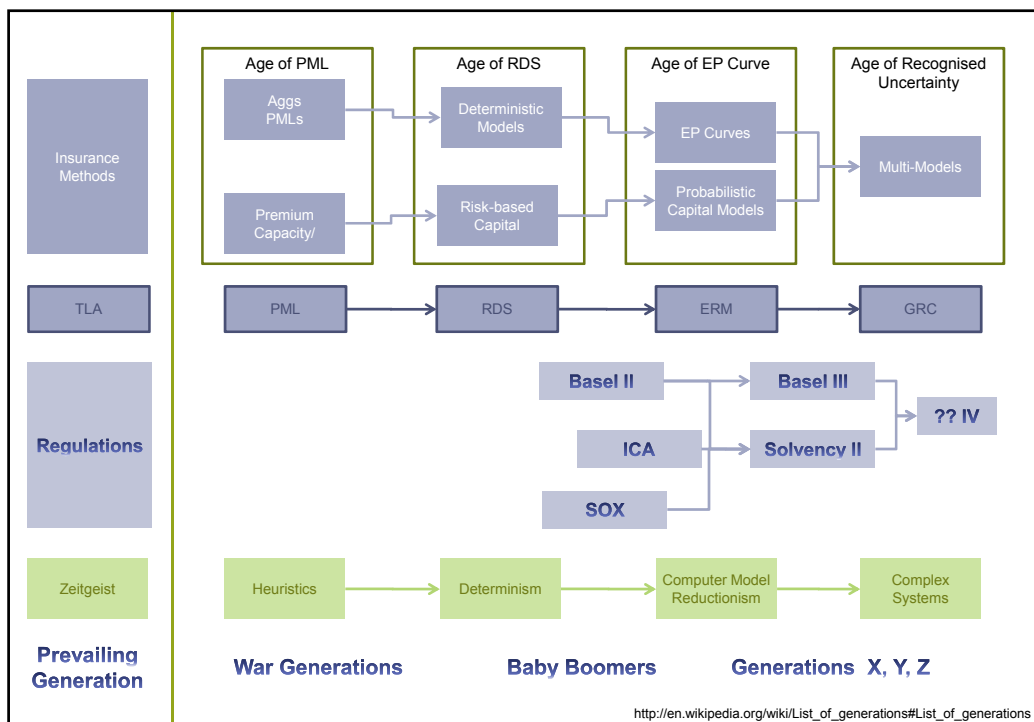 Age of PML
Age of RDS
Age of EP Curve
Age of Recognised
Uncertainty
Insurance
Methods
Aggs
PMLs
Deterministic
Models
EP Curves
Multi-Models
Premium
Capacity/
Risk-based
Capital
Probabilistic
Capital Models
TLA
PML
RDS
ERM
GRC
Regulations
Basel II
Basel III
?? IV
ICA
Solvency II
SOX
Zeitgeist
Heuristics
Determinism
Computer Model
Reductionism
Complex
Systems
Prevailing
Generation
War Generations
Baby Boomers
Generations X, Y, Z
http://en.wikipedia.org/wiki/List_of_generations#List_of_generations